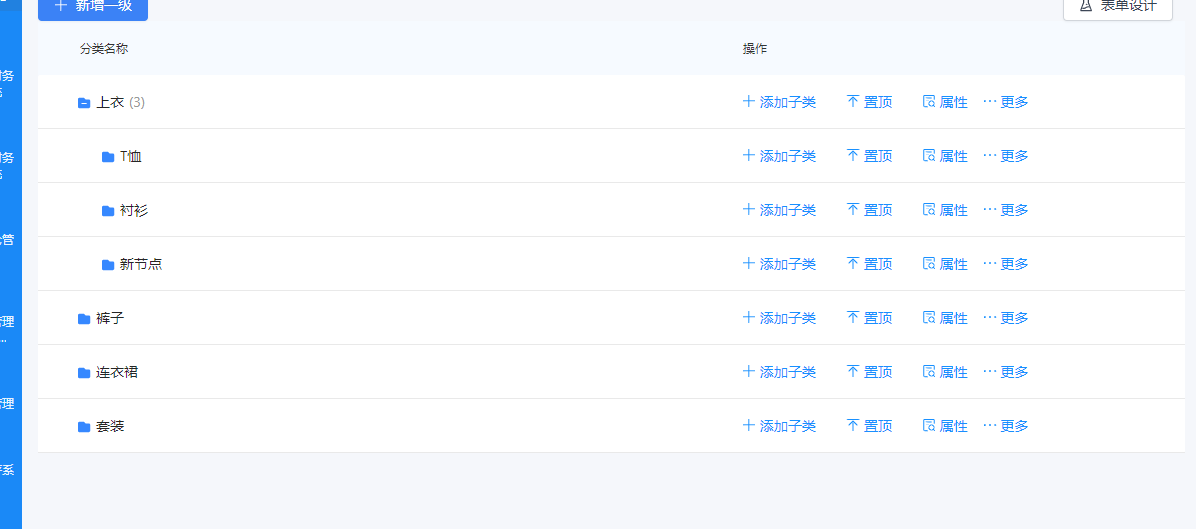 新增一级
表单设计
分类名称 操作
上衣 (3) 添加子类 置顶 属性 ··· 更多
T恤 添加子类 置顶 属性 ··· 更多
衬衫 添加子类 置顶 属性 ··· 更多
新节点 添加子类 置顶 属性 ··· 更多
裤子 添加子类 置顶 属性 ··· 更多
连衣裙 添加子类 置顶 属性 ··· 更多
套装 添加子类 置顶 属性 ··· 更多
务
务
管
理
...
理
系